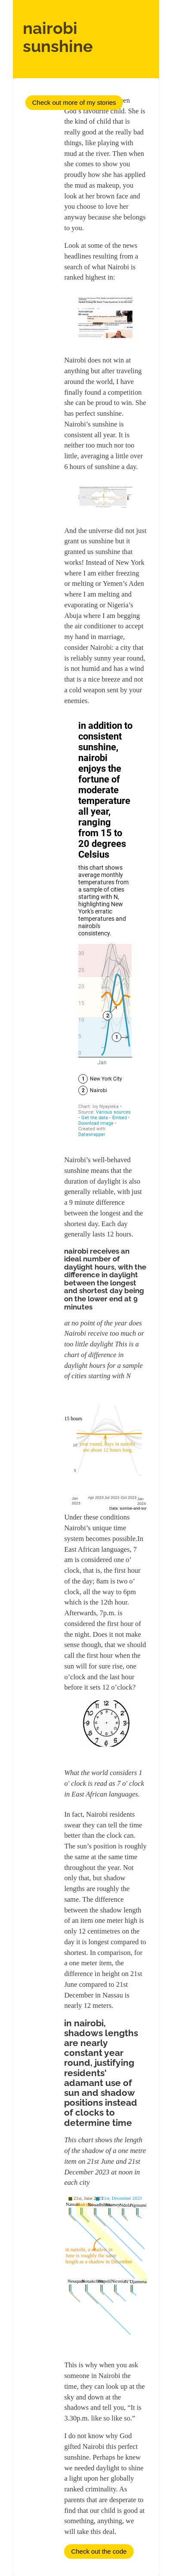 nairobi
sunshine
Check out more of my stories
God's favourite child. She is
the kind of child that is
really good at the really bad
things, like playing with
mud at the river. Then when
she comes to show you
proudly how she has applied
the mud as makeup, you
look at her brown face and
you choose to love her
anyway because she belongs
to you.
Look at some of the news
headlines resulting from a
search of what Nairobi is
ranked highest in:
Nairobi does not win at
anything but after traveling
around the world, I have
finally found a competition
she can be proud to win. She
has perfect sunshine.
Nairobi's sunshine is
consistent all year. It is
neither too much nor too
little, averaging a little over
6 hours of sunshine a day.
And the universe did not just
grant us sunshine but it
granted us sunshine that
works! Instead of New York
where I am either freezing
or melting or Yemen's Aden
where I am melting and
evaporating or Nigeria's
Abuja where I am begging
the air conditioner to accept
my hand in marriage,
consider Nairobi: a city that
is reliably sunny year round,
is not humid and has a wind
that is a nice breeze and not
a cold weapon sent by your
enemies.
in addition to
consistent
sunshine,
nairobi
enjoys the
fortune of
moderate
temperature
all year,
ranging
from 15 to
20 degrees
Celsius
this chart shows
average monthly
temperatures from
a sample of cities
starting with N,
highlighting New
York's erratic
temperatures and
nairobi's
consistency.
30
25
20
15
10
5
0
2
1
Jan
1 New York City
2 Nairobi
Chart: by Nyayneka •
Source: Various sources
• Get the data • Embed •
Download image •
Created with
Datawrapper
Nairobi's well-behaved
sunshine means that the
duration of daylight is also
generally reliable, with just
a 9 minute difference
between the longest and the
shortest day. Each day
generally lasts 12 hours.
nairobi receives an
ideal number of
daylight hours, with the
difference in daylight
between the longest
and shortest day being
on the lower end at 9
minutes
at no point of the year does
Nairobi receive too much or
too little daylight This is a
chart of difference in
daylight hours for a sample
of cities starting with N
15 hours
year round, days in nairobi
are about 12 hours long
Jan
2023
Apr 2023 Jul 2023 Oct 2023 Jan
2024
Under these conditions
Nairobi's unique time
system becomes possible.In
East African languages, 7
am is considered one o'
clock, that is, the first hour
of the day; 8am is two o'
clock, all the way to 6pm
which is the 12th hour.
Afterwards, 7p.m. is
considered the first hour of
the night. Does it not make
sense though, that we should
call the first hour when the
sun will for sure rise, one
o'clock and the last hour
before it sets 12 o'clock?
What the world considers 1
o' clock is read as 7 o' clock
in East African languages.
In fact, Nairobi residents
swear they can tell the time
better than the clock can.
The sun's position is roughly
the same at the same time
throughout the year. Not
only that, but shadow
lengths are roughly the
same. The difference
between the shadow length
of an item one meter high is
only 12 centimetres on the
day it is longest compared to
shortest. In comparison, for
a one meter item, the
difference in height on 21st
June compared to 21st
December in Nassau is
nearly 12 meters.
in nairobi,
shadows lengths
are nearly
constant year
round, justifying
residents'
adamant use of
sun and shadow
positions instead
of clocks to
determine time
This chart shows the length
of the shadow of a one metre
item on 21st June and 21st
December 2023 at noon in
each city
21st, December 2023
in nairobi, a shadow in
June is roughly the same
length as a shadow in December
This is why when you ask
someone in Nairobi the
time, they can look up at the
sky and down at the
shadows and tell you, “It is
3.30p.m. like so like so.”
I do not know why God
gifted Nairobi this perfect
sunshine. Perhaps he knew
we needed daylight to shine
a light upon her globally
ranked criminality. As
parents that are desperate to
find that our child is good at
something, anything, we
will take this deal.
Check out the code